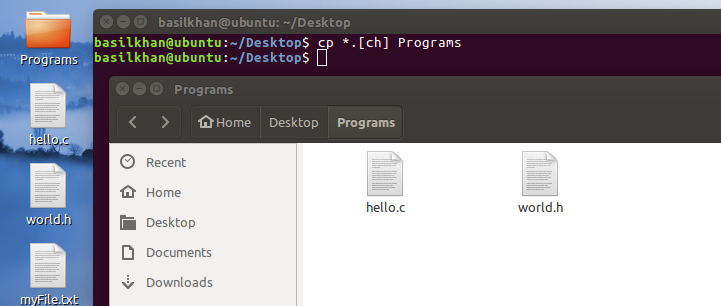 Programs
hello.c
world.h
myFile.txt
basilkhan@ubuntu: ~/Desktop
basilkhan@ubuntu:~/Desktop$ cp *.[ch] Programs
basilkhan@ubuntu:~/Desktop$
Programs
Home Desktop Programs
Recent
Home
Desktop
Documents
Downloads
hello.c
world.h